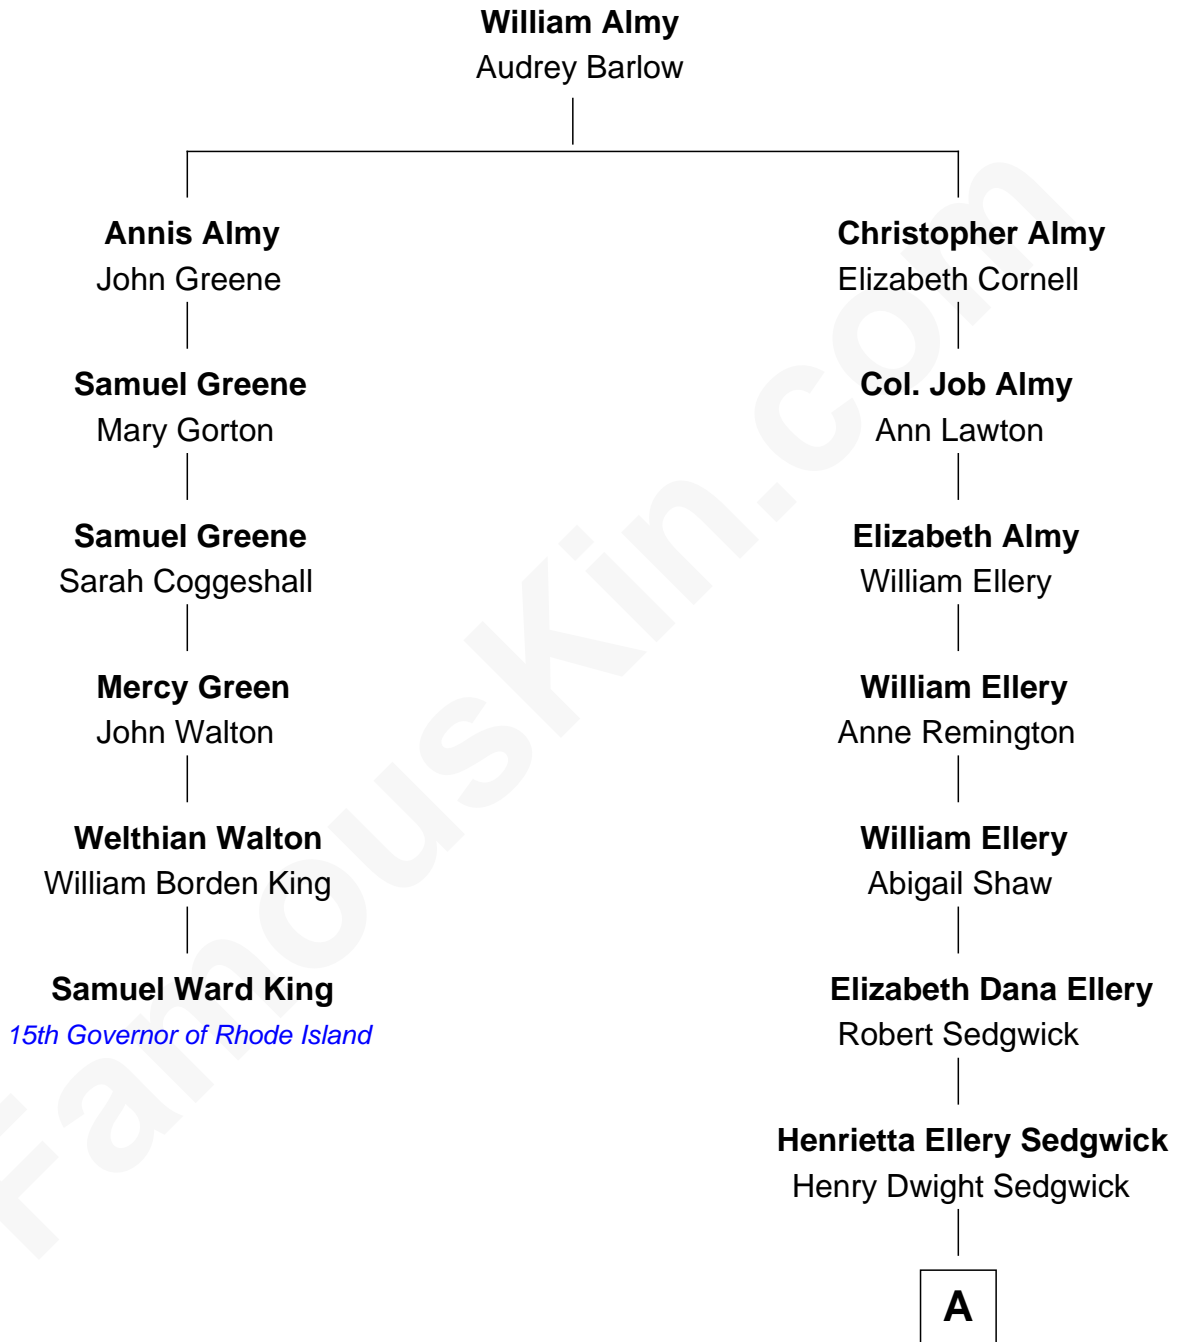 William Almy
Audrey Barlow
Annis Almy
John Greene
Christopher Almy
Elizabeth Cornell
Samuel Greene
Mary Gorton
Col. Job Almy
Ann Lawton
Samuel Greene
Sarah Coggeshall
Elizabeth Almy
William Ellery
Mercy Green
John Walton
William Ellery
Anne Remington
Welthian Walton
William Borden King
William Ellery
Abigail Shaw
Samuel Ward King
15th Governor of Rhode Island
Elizabeth Dana Ellery
Robert Sedgwick
Henrietta Ellery Sedgwick
Henry Dwight Sedgwick
A
FamousKin.com